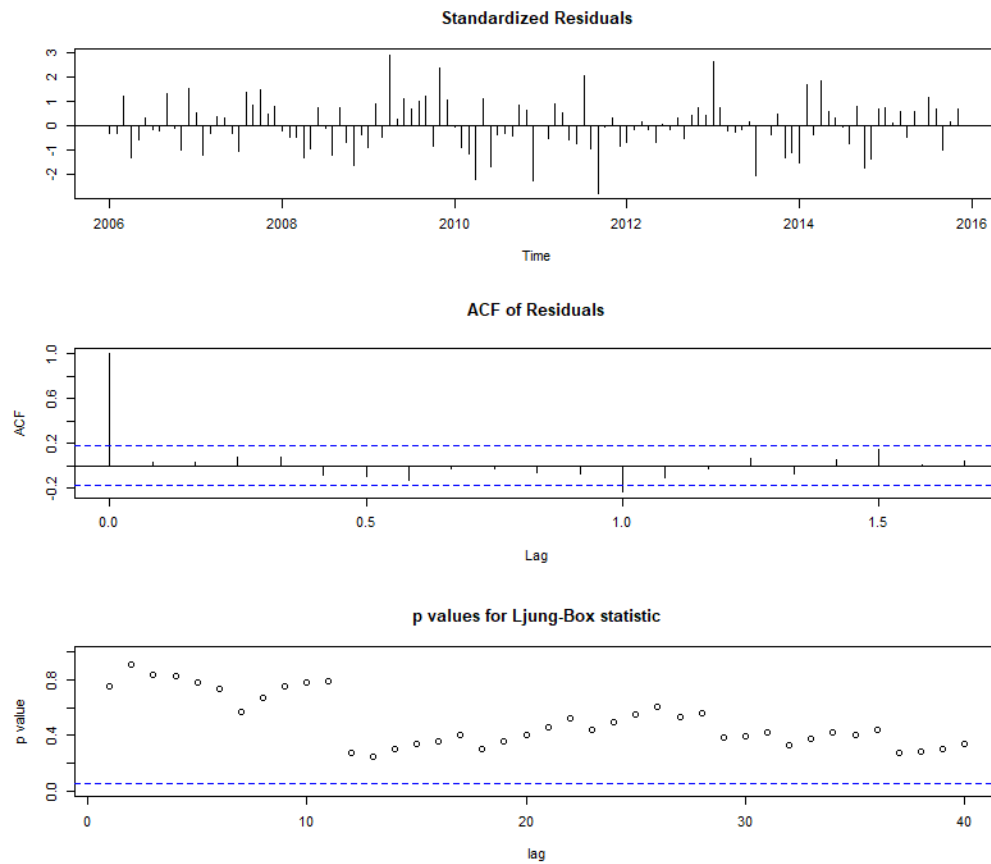 Standardized Residuals
3
2
1
0
-1
-2
2006 2008 2010 2012 2014 2016
Time
ACF of Residuals
ACF
1.0
0.6
0.2
-0.2
0.0 0.5 1.0 1.5
Lag
p values for Ljung-Box statistic
p value
0.8
0.4
0.0
0 10 20 30 40
lag